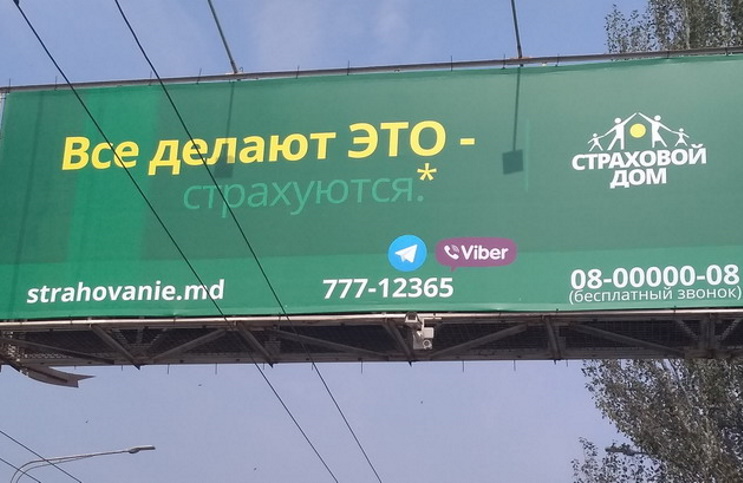 Все делают ЭТО -
страхуются.*
СТРАХОВОЙ
ДОМ
Viber
strahovanie.md
777-12365
08-00000-08
(бесплатный звонок)